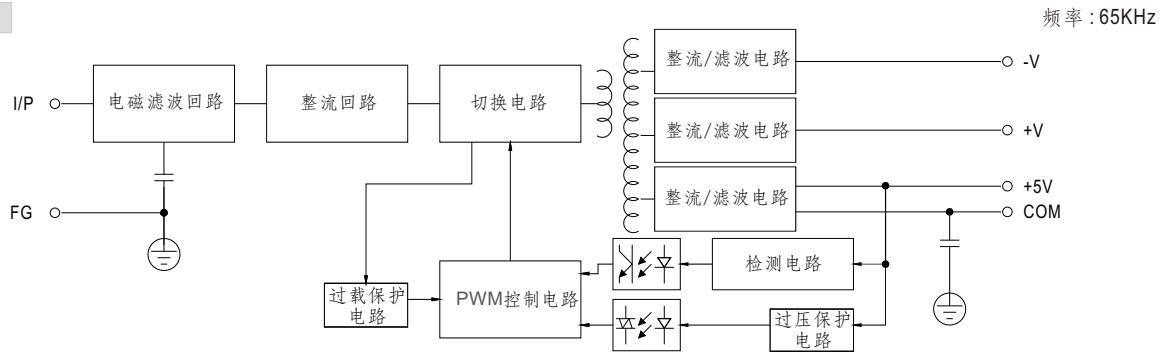 频率 : 65KHz
整流/滤波电路
-V
I/P
电磁滤波回路
整流回路
切换电路
整流/滤波电路
+V
整流/滤波电路
+5V
FG
COM
检测电路
过载保护
电路
PWM控制电路
过压保护
电路